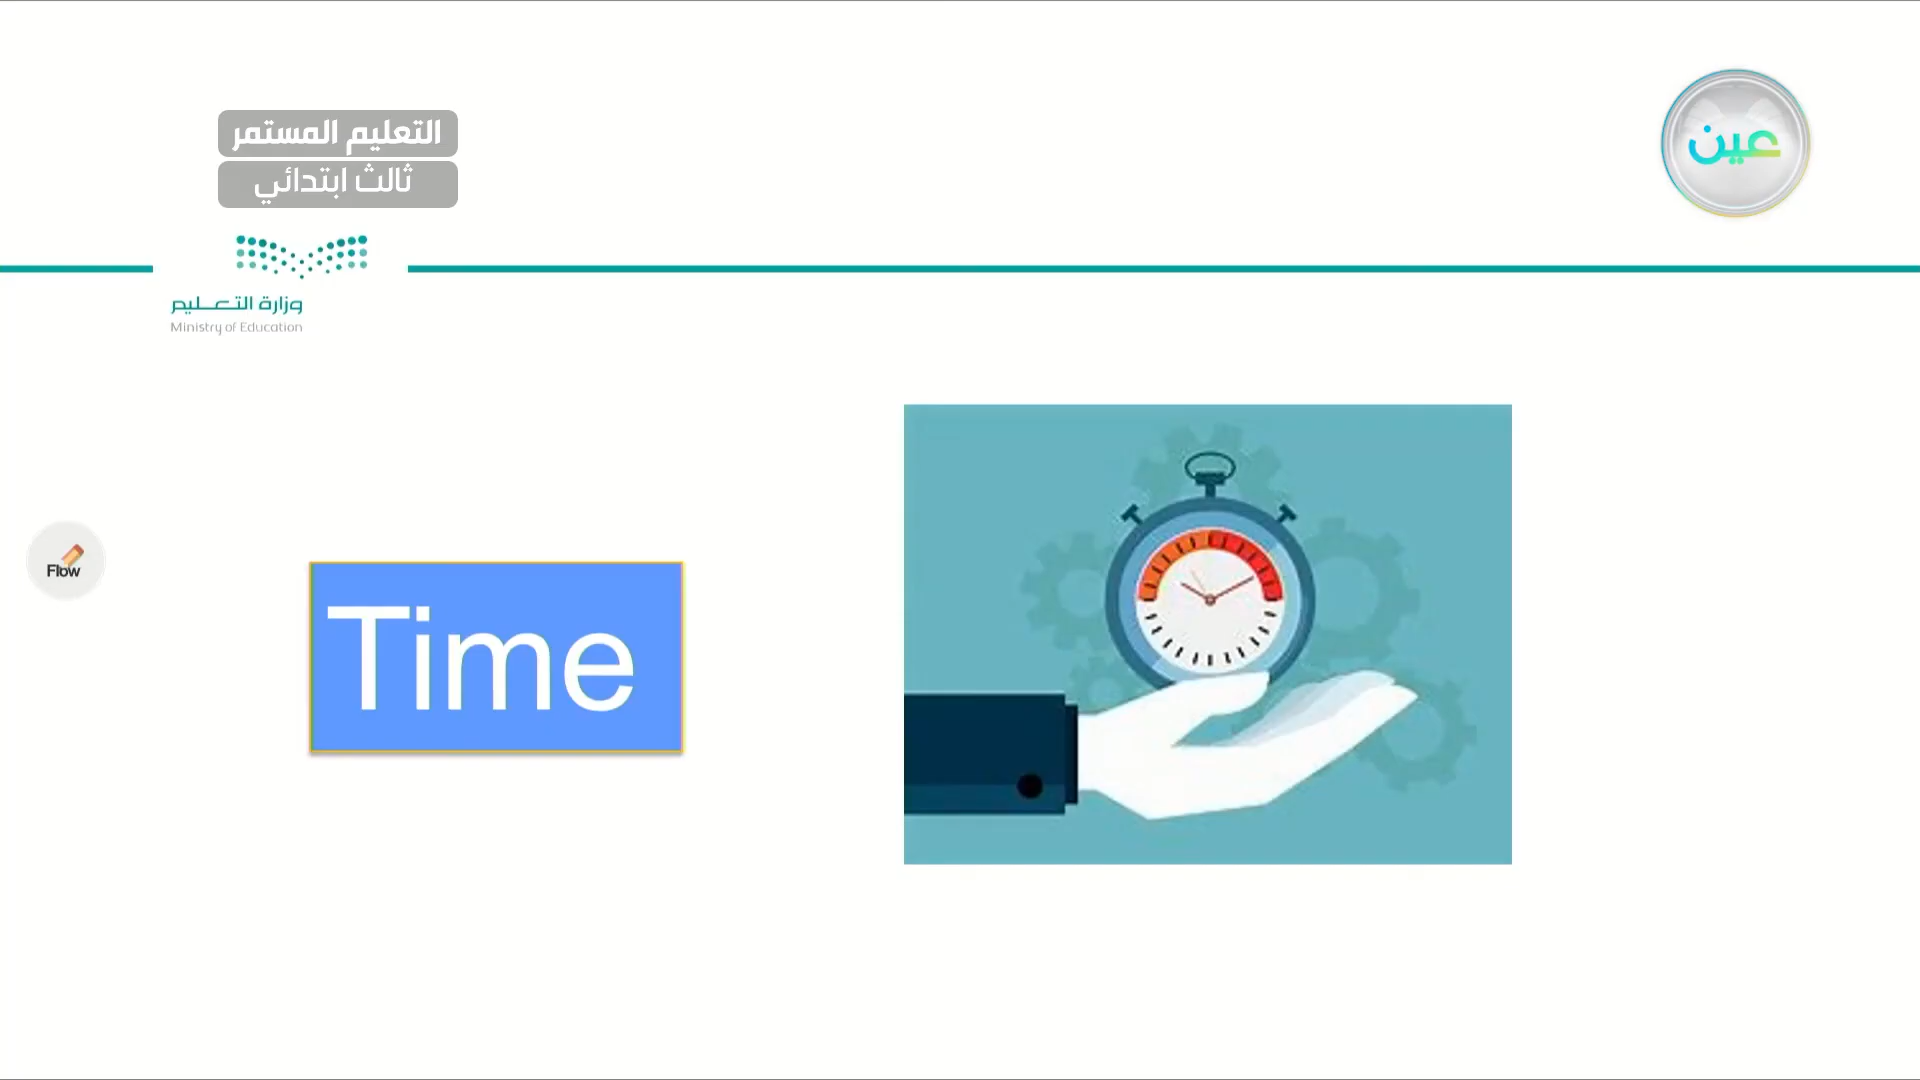 التعليم المستمر
ثالث ابتدائي
عين
وزارة التعليم
Ministry of Education
Flow
Time